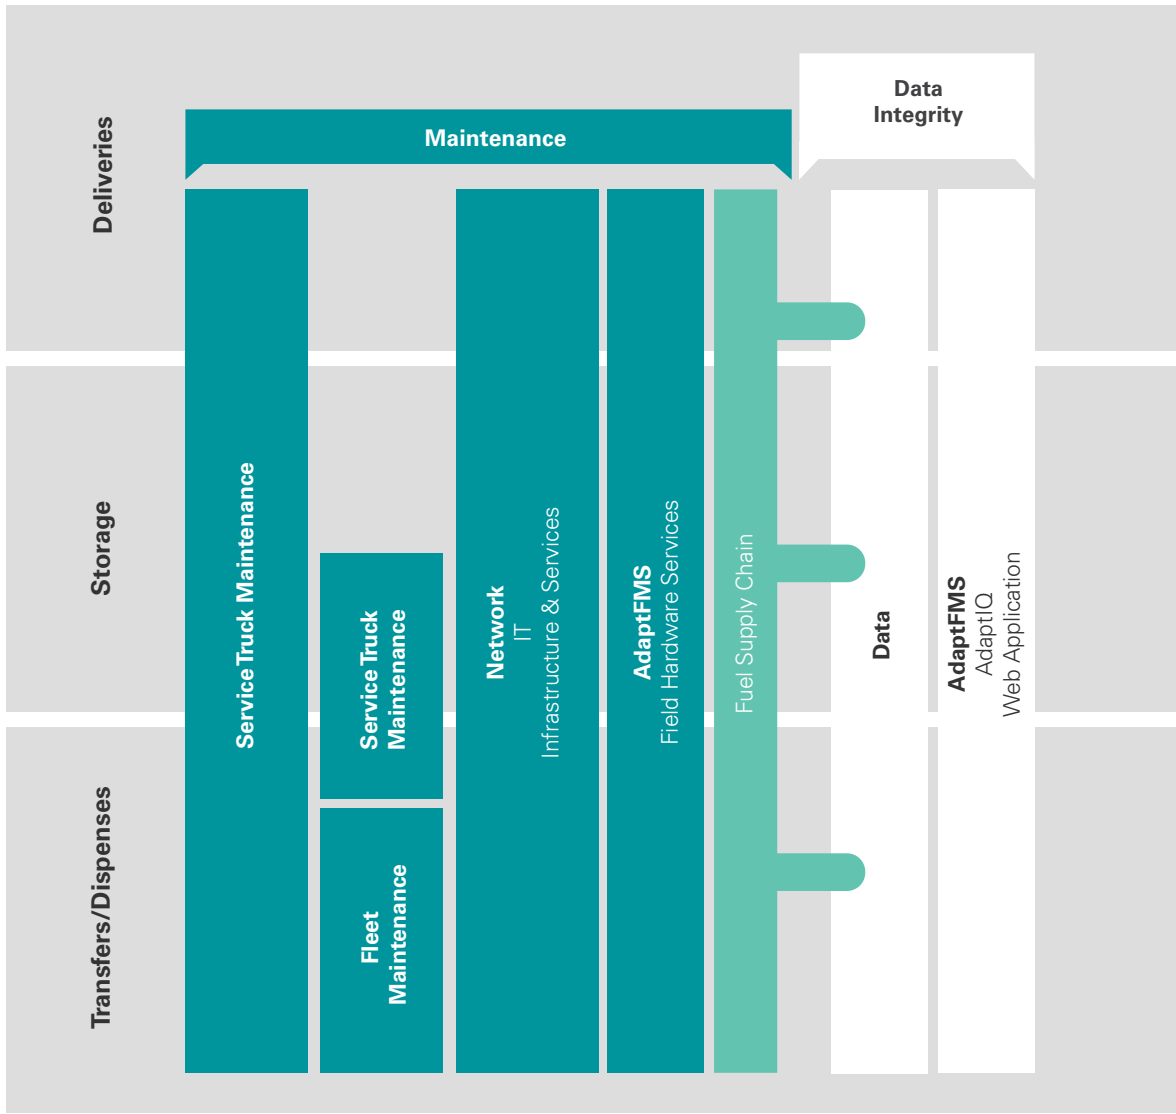 Data
Integrity
Maintenance
Deliveries
Storage
Transfers/Dispenses
Service Truck Maintenance
Service Truck
Maintenance
Fleet
Maintenance
Network
IT
Infrastructure & Services
AdaptFMS
Field Hardware Services
Fuel Supply Chain
Data
AdaptFMS
AdaptIQ
Web Application